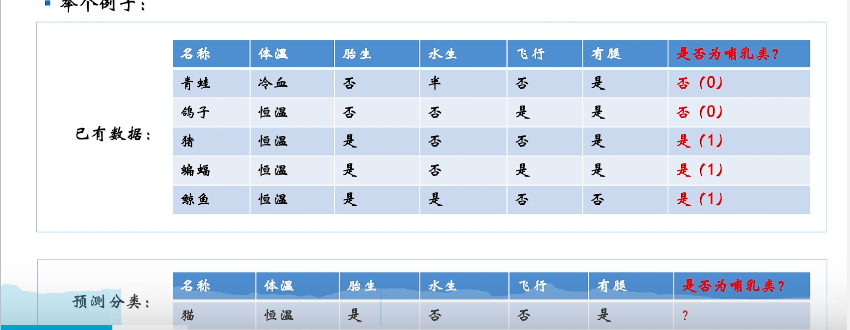 举个例子：
名称 体温 胎生 水生 飞行 有腿 是否为哺乳类?
青蛙 冷血 否 半 否 是 否（0）
鸽子 恒温 否 否 是 是 否（0）
已有数据：
猪 恒温 是 否 否 是 是（1）
蝙蝠 恒温 是 否 是 是 是（1）
鲸鱼 恒温 是 是 否 否 是（1）
名称 体温 胎生 水生 飞行 有腿 是否为哺乳类?
预测分类：
猫 恒温 是 否 否 是 ?